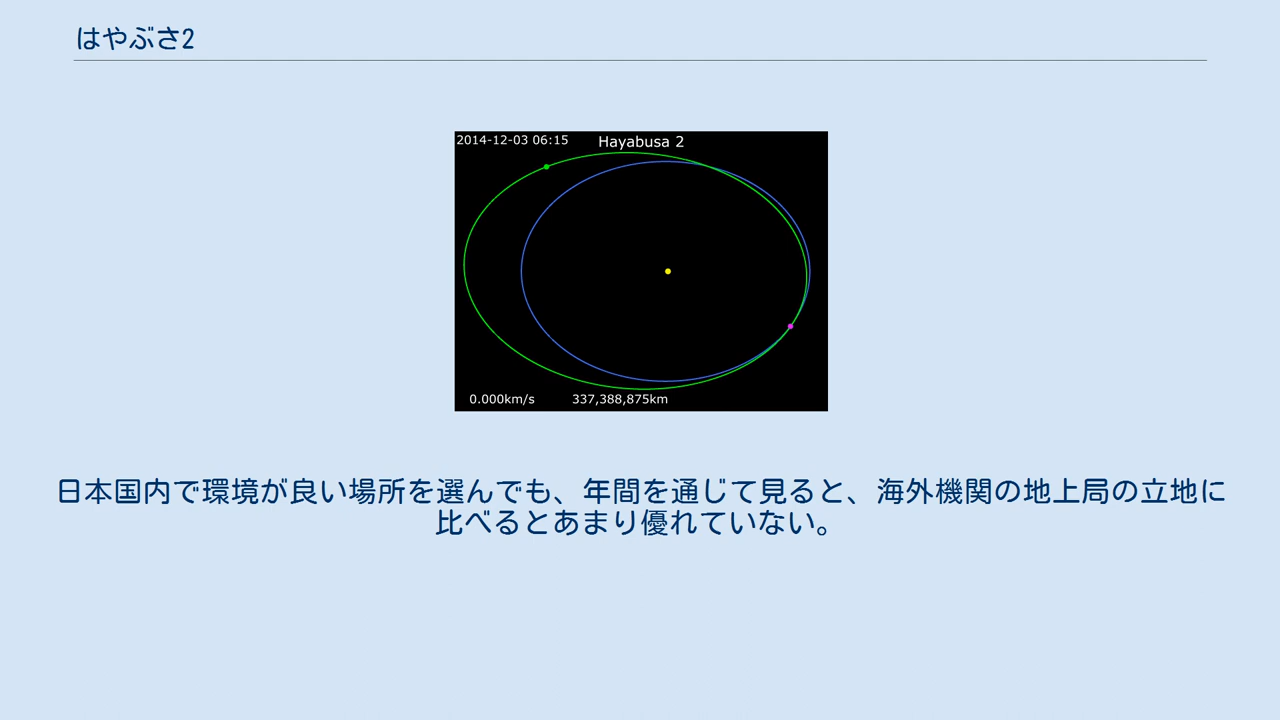 はやぶさ2
2014-12-03 06:15 Hayabusa 2
0.000km/s 337,388,875km
日本国内で環境が良い場所を選んでも、年間を通じて見ると、海外機関の地上局の立地に
比べるとあまり優れていない。